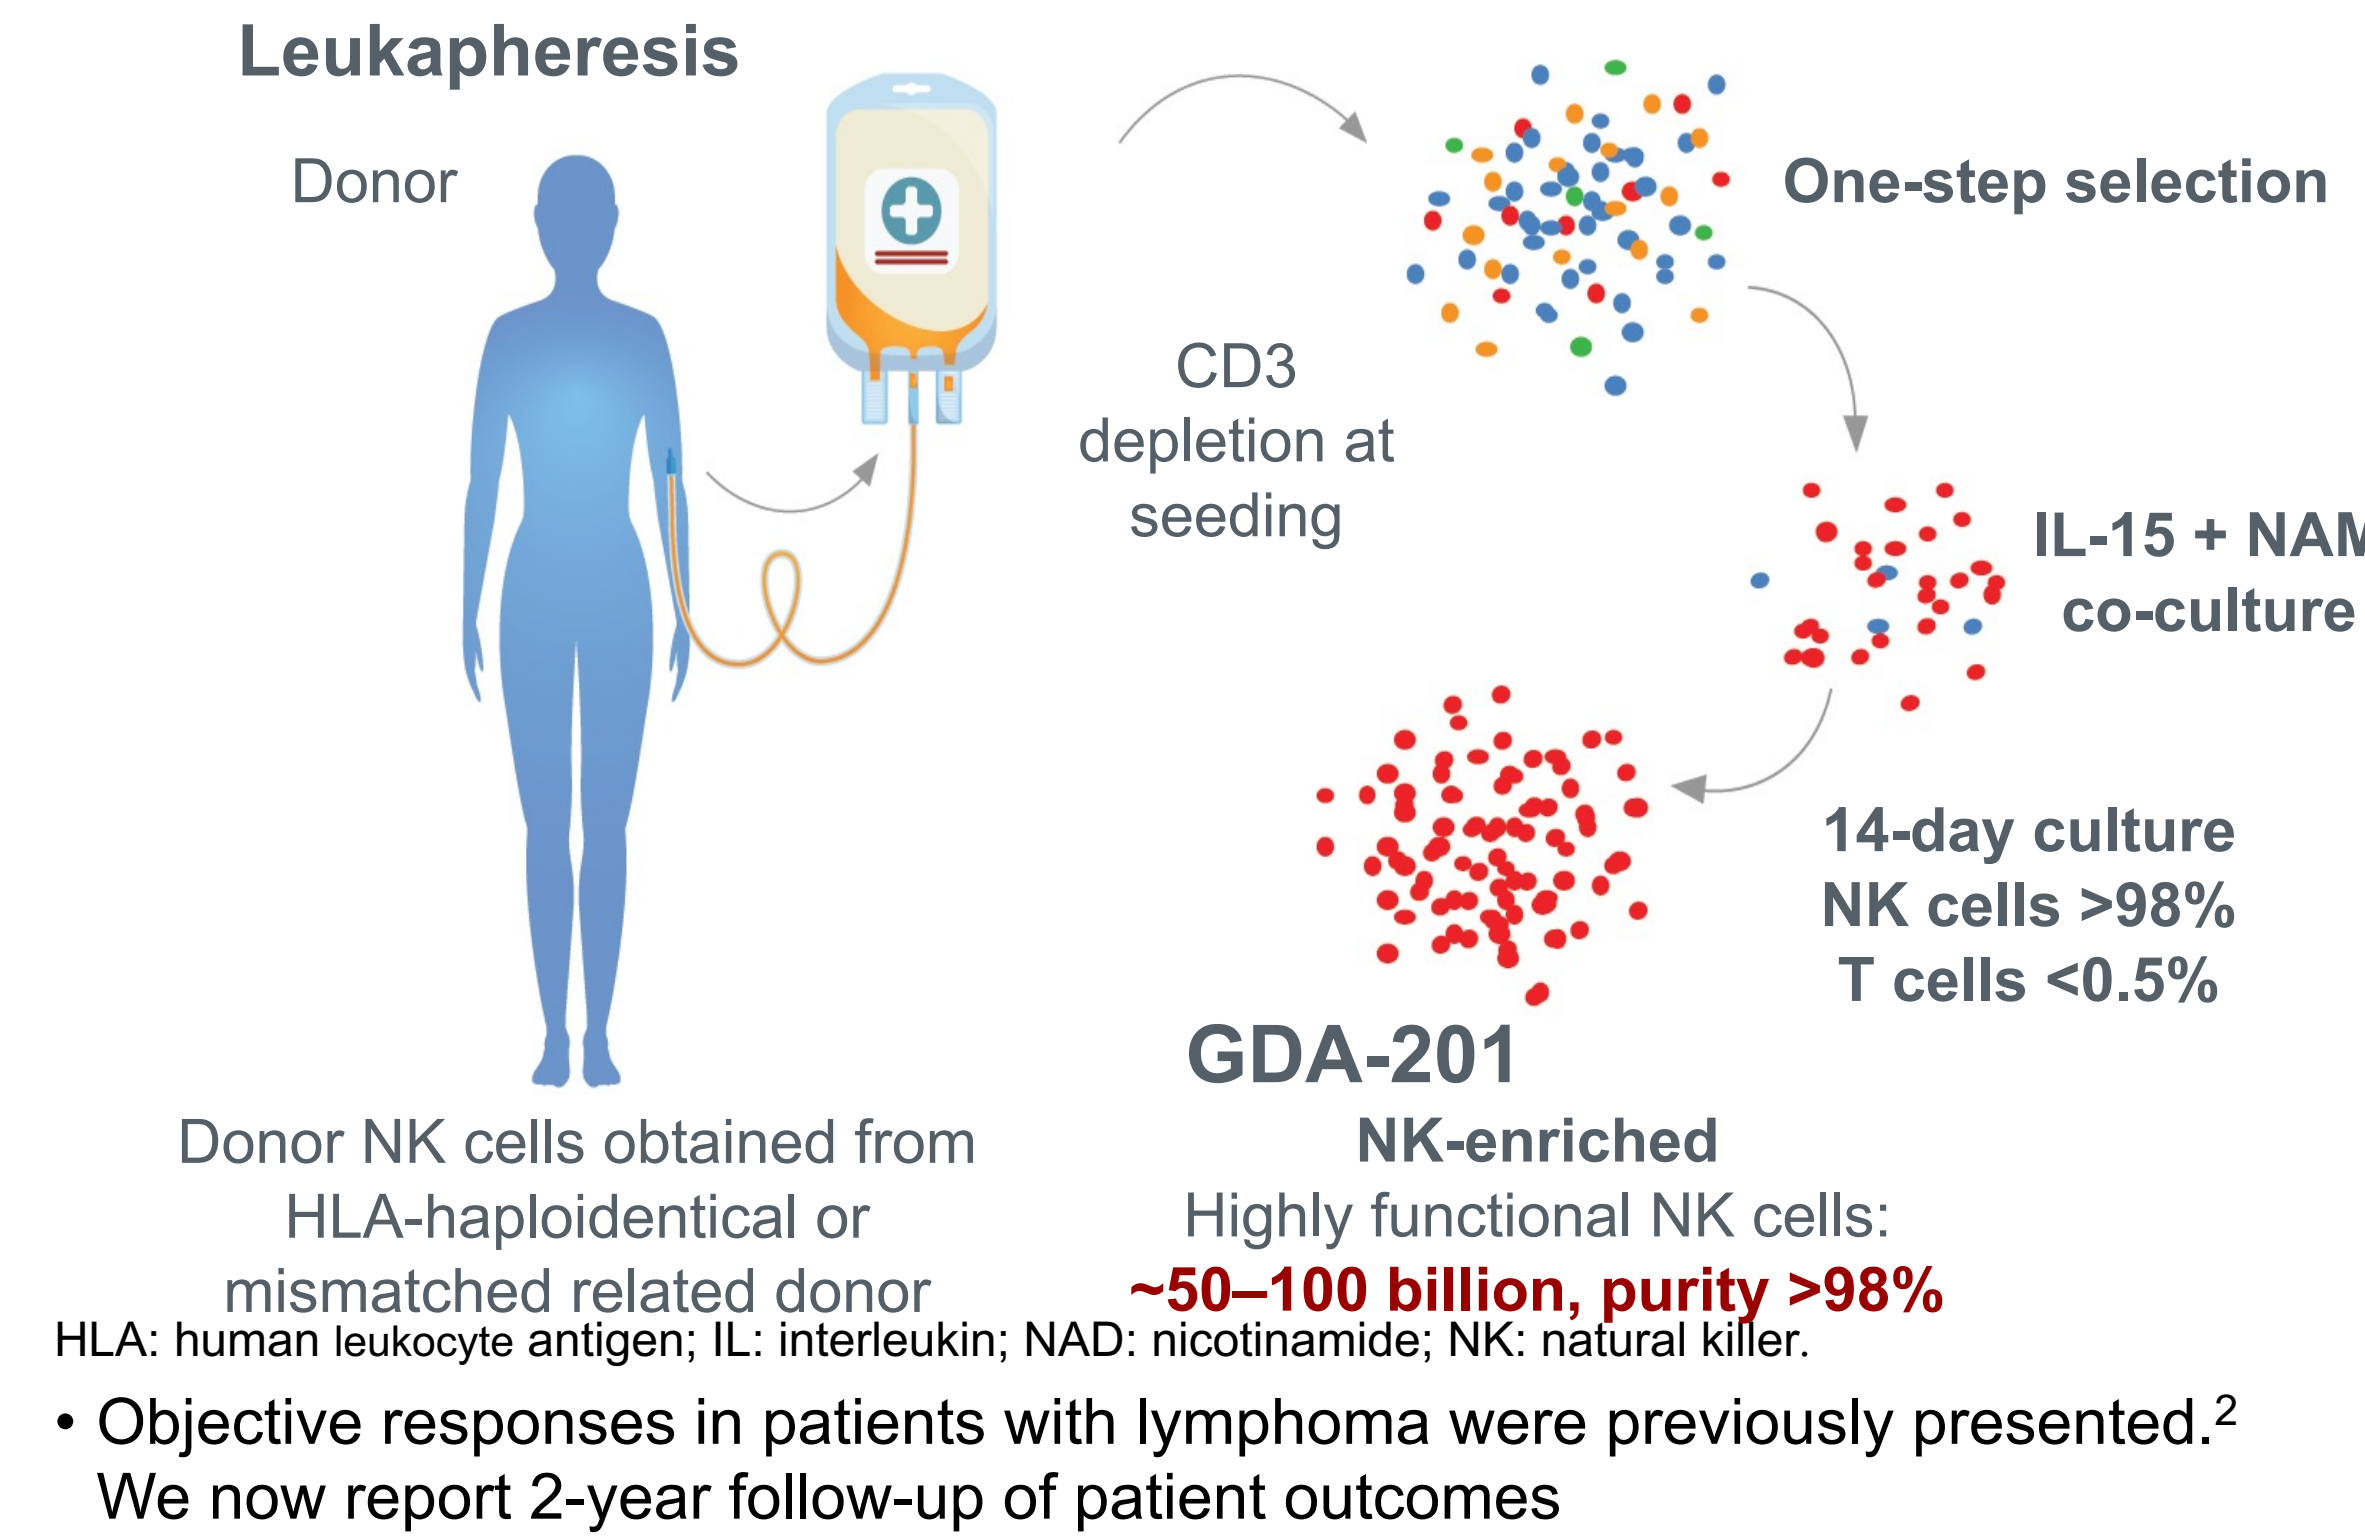 Leukapheresis
Donor
CD3
depletion at
seeding
One-step selection
IL-15 + NAM
co-culture
14-day culture
NK cells >98%
T cells <0.5%
Donor NK cells obtained from
HLA-haploidentical or
mismatched related donor
GDA-201
NK-enriched
Highly functional NK cells:
~50–100 billion, purity >98%
HLA: human leukocyte antigen; IL: interleukin; NAD: nicotinamide; NK: natural killer.
• Objective responses in patients with lymphoma were previously presented.²
We now report 2-year follow-up of patient outcomes